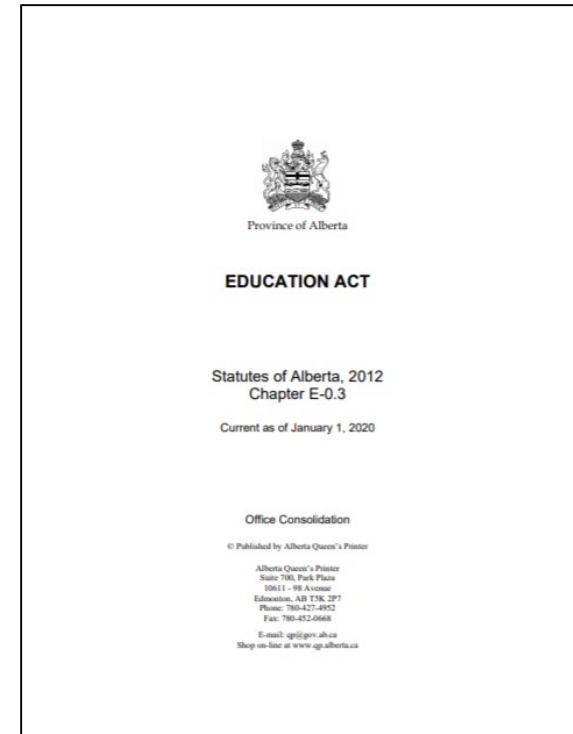 Province of Alberta
EDUCATION ACT
Statutes of Alberta, 2012
Chapter E-0.3
Current as of January 1, 2020
Office Consolidation
© Published by Alberta Queen's Printer
Alberta Queen's Printer
Suite 700, Park Plaza
10611 - 98 Avenue
Edmonton, AB T5K 2P7
Phone: 780-427-4952
Fax: 780-452-0668
E-mail: qp@gov.ab.ca
Shop on-line at www.qp.alberta.ca